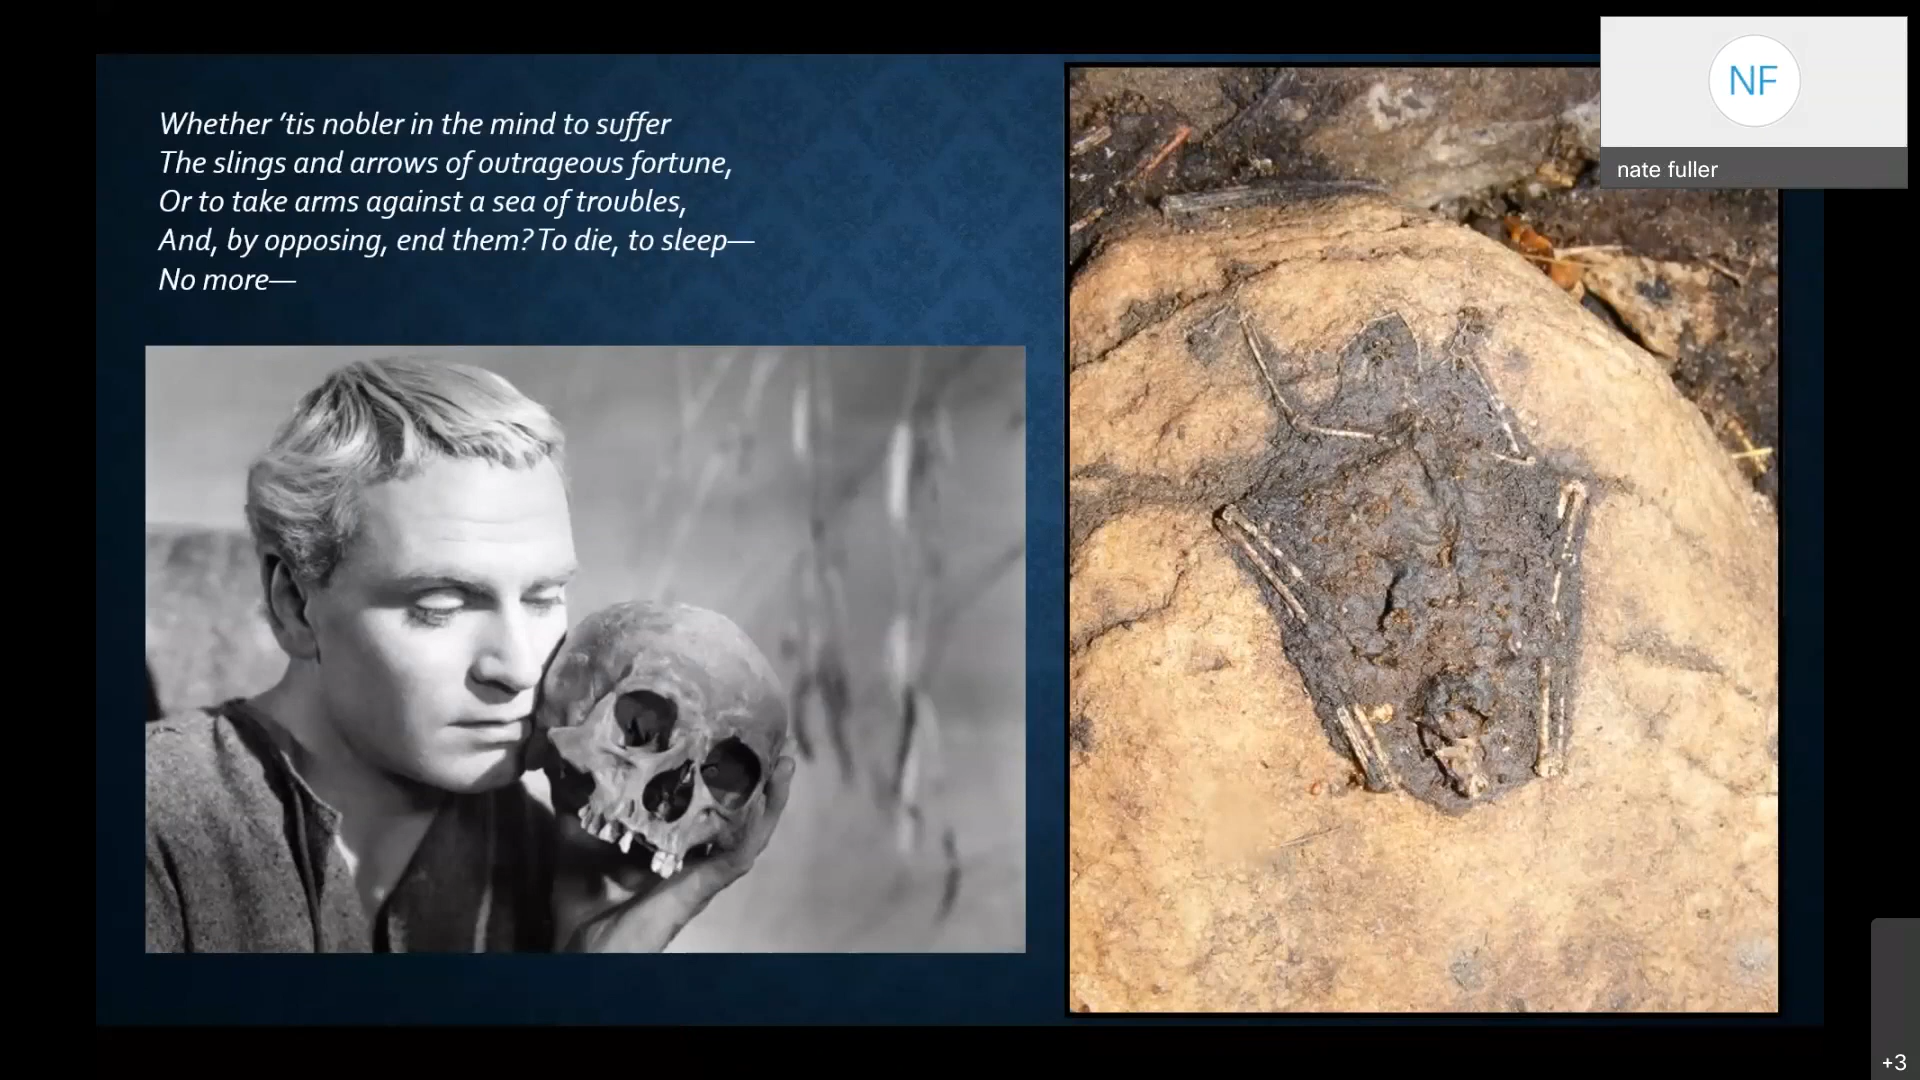 Whether ’tis nobler in the mind to suffer
The slings and arrows of outrageous fortune,
Or to take arms against a sea of troubles,
And, by opposing, end them? To die, to sleep—
No more—
NF
nate fuller
+3